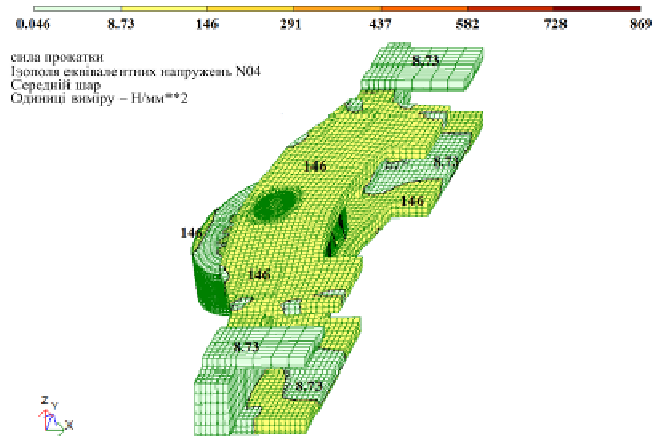 0.046 8.73 146 291 437 582 728 869
сила прокатки
Ізополя еквівалентних напружень N04
Середній шар
Одиниці виміру – Н/мм**2
8.73
8.73
146
146
146
146
8.73
8.73
Z Y X